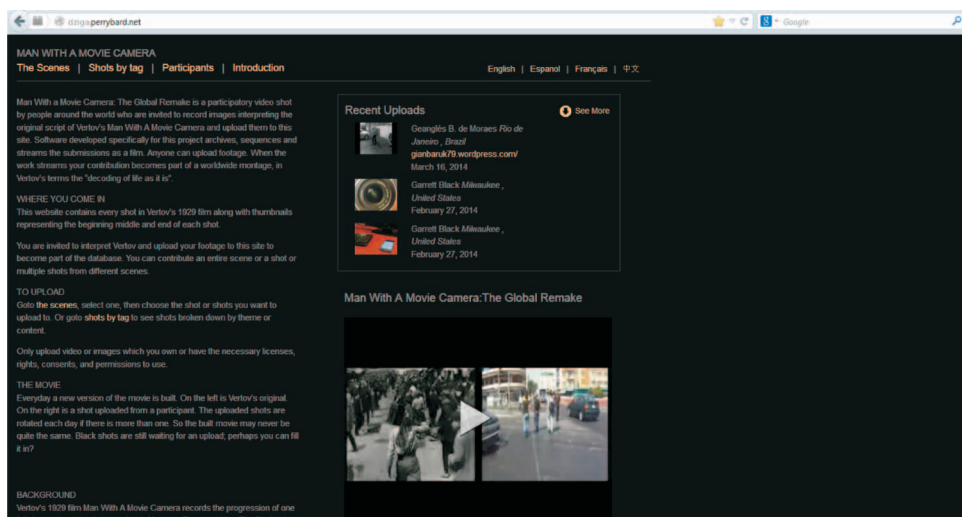 dziga.perrybard.net
Google
MAN WITH A MOVIE CAMERA
The Scenes | Shots by tag | Participants | Introduction
English | Espanol | Français | 中文
Man With a Movie Camera: The Global Remake is a participatory video shot
by people around the world who are invited to record images interpreting the
original script of Vertov's Man With A Movie Camera and upload them to this
site. Software developed specifically for this project archives, sequences and
streams the submissions as a film. Anyone can upload footage. When the
work streams your contribution becomes part of a worldwide montage, in
Vertov's terms the "decoding of life as it is".
WHERE YOU COME IN
This website contains every shot in Vertov's 1929 film along with thumbnails
representing the beginning middle and end of each shot.
You are invited to interpret Vertov and upload your footage to this site to
become part of the database. You can contribute an entire scene or a shot or
multiple shots from different scenes.
TO UPLOAD
Goto the scenes, select one, then choose the shot or shots you want to
upload to. Or goto shots by tag to see shots broken down by theme or
content.
Only upload video or images which you own or have the necessary licenses,
rights, consents, and permissions to use.
THE MOVIE
Everyday a new version of the movie is built. On the left is Vertov's original.
On the right is a shot uploaded from a participant. The uploaded shots are
rotated each day if there is more than one. So the built movie may never be
quite the same. Black shots are still waiting for an upload; perhaps you can fill
it in?
BACKGROUND
Vertov's 1929 film Man With A Movie Camera records the progression of one
Recent Uploads
See More
Geanglês B. de Moraes Rio de
Janeiro , Brazil
gianbaruk79.wordpress.com/
March 16, 2014
Garrett Black Milwaukee ,
United States
February 27, 2014
Garrett Black Milwaukee ,
United States
February 27, 2014
Man With A Movie Camera:The Global Remake